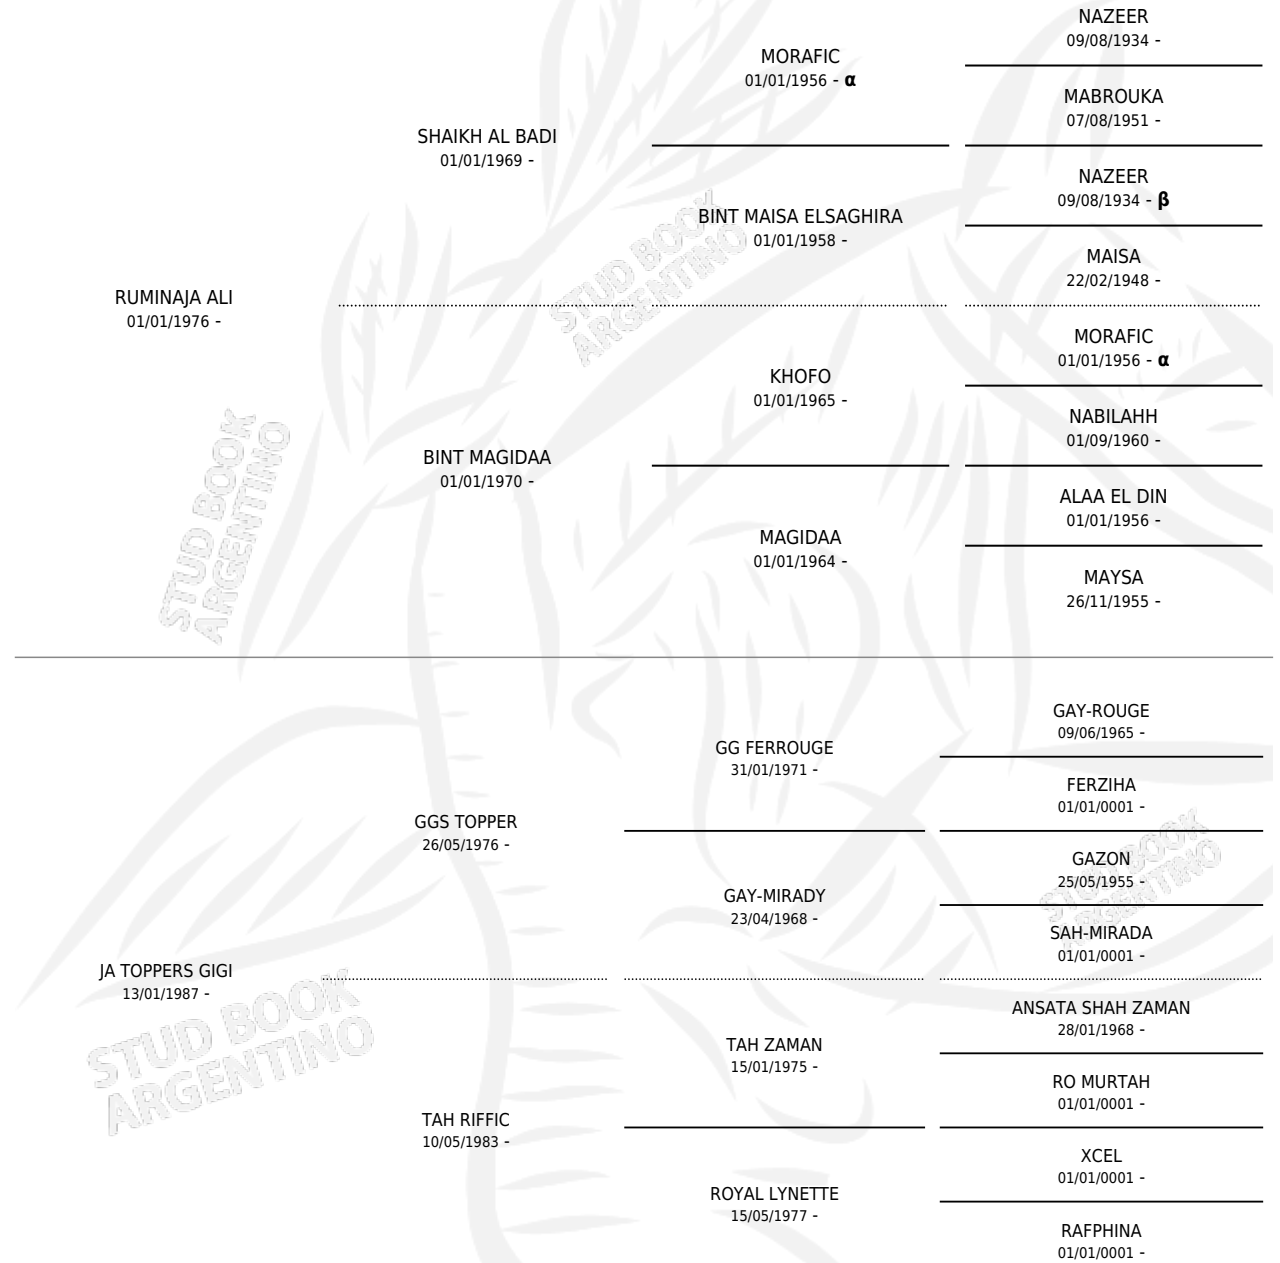 NAZEER
09/08/1934 -
MORAFIC
01/01/1956 - α
MABROUKA
07/08/1951 -
SHAIKH AL BADI
01/01/1969 -
NAZEER
09/08/1934 - β
BINT MAISA ELSAGHIRA
01/01/1958 -
MAISA
22/02/1948 -
RUMINAJA ALI
01/01/1976 -
MORAFIC
01/01/1956 - α
KHOFO
01/01/1965 -
NABILAHH
01/09/1960 -
BINT MAGIDAA
01/01/1970 -
ALAA EL DIN
01/01/1956 -
MAGIDAA
01/01/1964 -
MAYSA
26/11/1955 -
GAY-ROUGE
09/06/1965 -
GG FERROUGE
31/01/1971 -
FERZIHA
01/01/0001 -
GGS TOPPER
26/05/1976 -
GAZON
25/05/1955 -
GAY-MIRADY
23/04/1968 -
SAH-MIRADA
01/01/0001 -
JA TOPPERS GIGI
13/01/1987 -
ANSATA SHAH ZAMAN
28/01/1968 -
TAH ZAMAN
15/01/1975 -
RO MURTAH
01/01/0001 -
TAH RIFFIC
10/05/1983 -
XCEL
01/01/0001 -
ROYAL LYNETTE
15/05/1977 -
RAFPHINA
01/01/0001 -
STUD BOOK
ARGENTINO
STUD BOOK
ARGENTINO
STUD BOOK
ARGENTINO
STUD BOOK
ARGENTINO